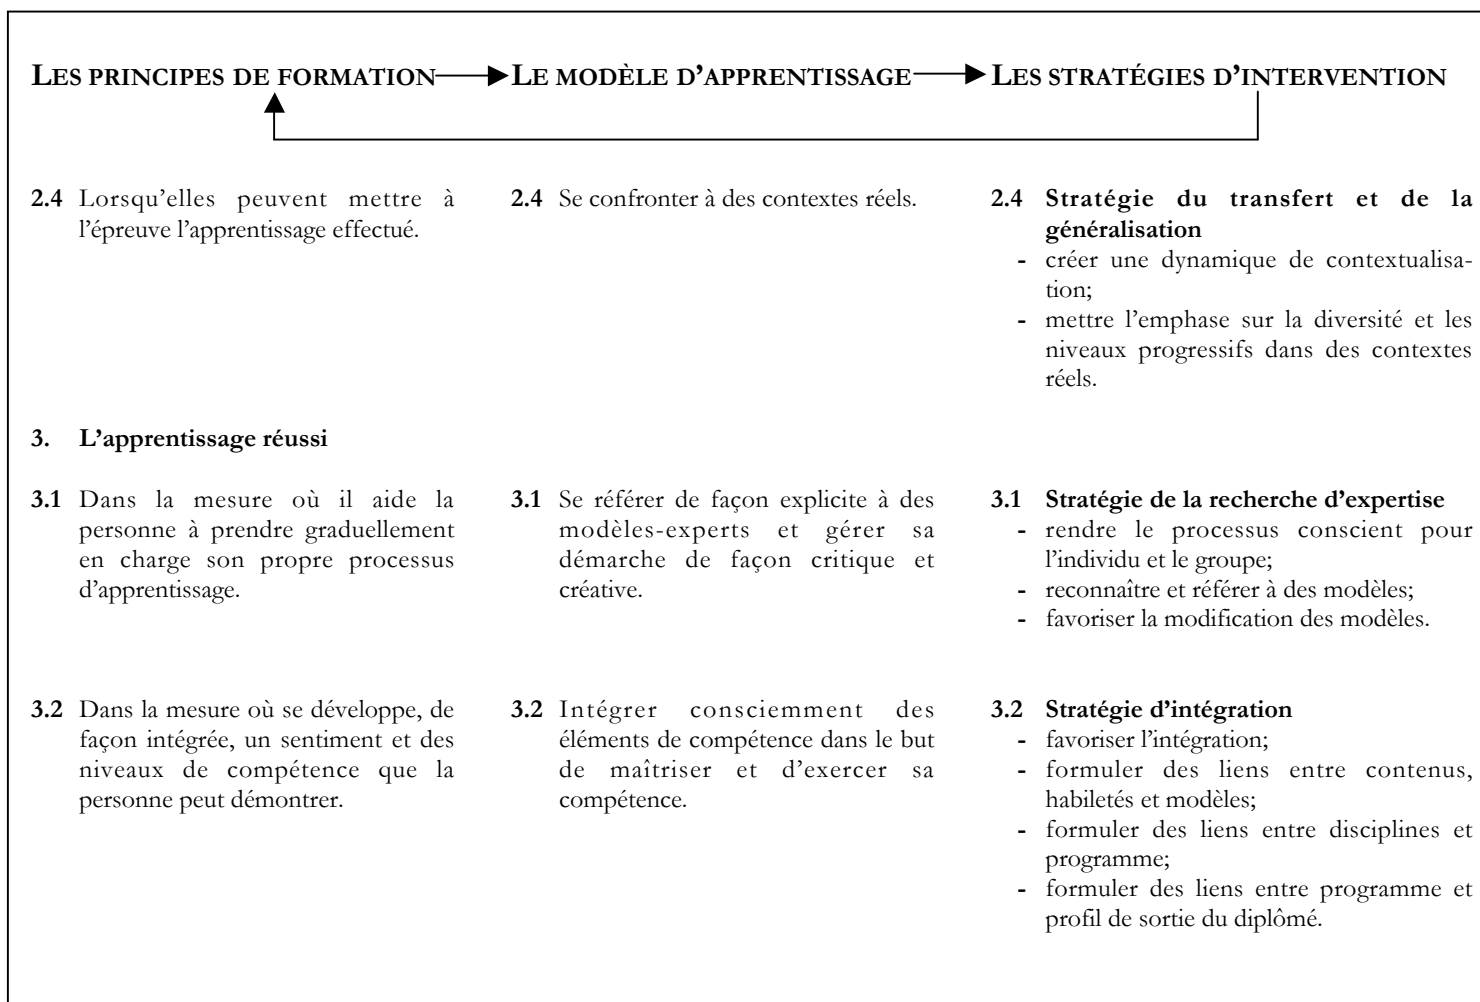 LES PRINCIPES DE FORMATION LE MODÈLE D’APPRENTISSAGE LES STRATÉGIES D’INTERVENTION
2.4 Lorsqu’elles peuvent mettre à
l’épreuve l’apprentissage effectué.
2.4 Se confronter à des contextes réels.
2.4 Stratégie du transfert et de la
généralisation
- créer une dynamique de contextualisa-
tion;
- mettre l’emphase sur la diversité et les
niveaux progressifs dans des contextes
réels.
3. L’apprentissage réussi
3.1 Dans la mesure où il aide la
personne à prendre graduellement
en charge son propre processus
d’apprentissage.
3.1 Se référer de façon explicite à des
modèles-experts et gérer sa
démarche de façon critique et
créative.
3.1 Stratégie de la recherche d’expertise
- rendre le processus conscient pour
l’individu et le groupe;
- reconnaître et référer à des modèles;
- favoriser la modification des modèles.
3.2 Dans la mesure où se développe, de
façon intégrée, un sentiment et des
niveaux de compétence que la
personne peut démontrer.
3.2 Intégrer consciemment des
éléments de compétence dans le but
de maîtriser et d’exercer sa
compétence.
3.2 Stratégie d’intégration
- favoriser l’intégration;
- formuler des liens entre contenus,
habiletés et modèles;
- formuler des liens entre disciplines et
programme;
- formuler des liens entre programme et
profil de sortie du diplômé.